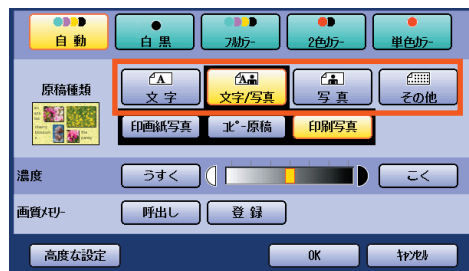 自動 白黒 ﾌﾙｶﾗｰ 2色ｶﾗｰ 単色ｶﾗｰ
原稿種類 文字 文字/写真 写真 その他
印画紙写真 ｺﾋﾟｰ原稿 印刷写真
濃度 うすく こく
画質ﾒﾓﾘｰ 呼出し 登録
高度な設定 OK ｷｬﾝｾﾙ